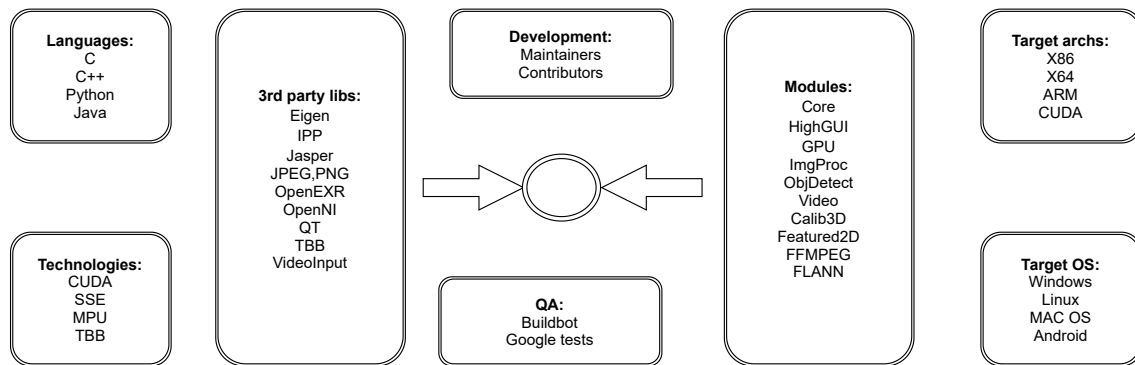 Languages:
C
C++
Python
Java
Technologies:
CUDA
SSE
MPU
TBB
3rd party libs:
Eigen
IPP
Jasper
JPEG,PNG
OpenEXR
OpenNI
QT
TBB
VideoInput
Development:
Maintainers
Contributors
QA:
Buildbot
Google tests
Modules:
Core
HighGUI
GPU
ImgProc
ObjDetect
Video
Calib3D
Featured2D
FFMPEG
FLANN
Target archs:
X86
X64
ARM
CUDA
Target OS:
Windows
Linux
MAC OS
Android